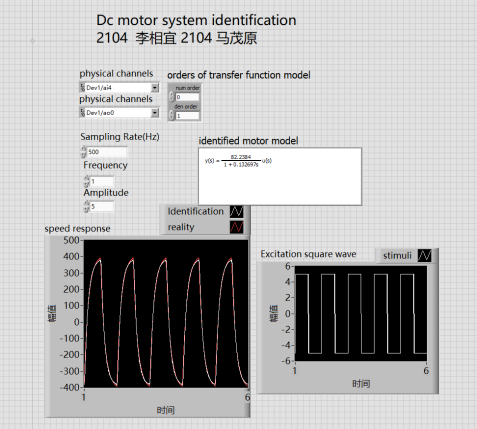 Dc motor system identification
2104 李相宜 2104 马茂原
physical channels
Dev1/ai4
physical channels
Dev1/ao0
orders of transfer function model
num order
0
den order
1
Sampling Rate(Hz)
500
Frequency
1
Amplitude
5
identified motor model
y(s) = 82.2384 / 1 + 0.132697s u(s)
Identification
reality
speed response
500
400
300
200
100
0
-100
-200
-300
-400
幅值
1
6
时间
Excitation square wave
stimuli
6
4
2
0
-2
-4
-6
幅值
1
6
时间